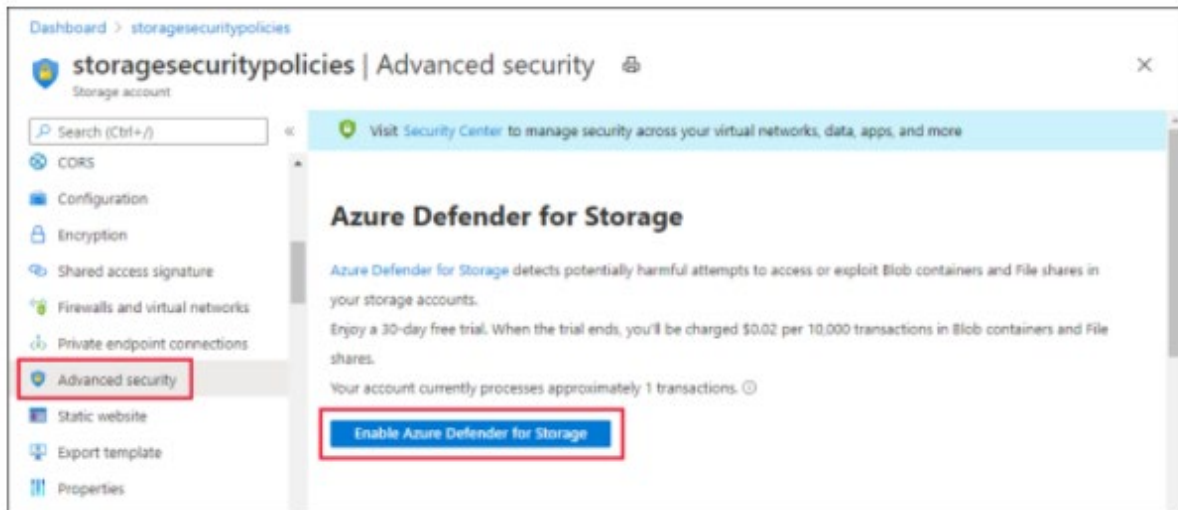 Dashboard > storagesecuritypolicies
storagesecuritypolicies | Advanced security
Storage account
Search (Ctrl+/)
«
CORS
Configuration
Encryption
Shared access signature
Firewalls and virtual networks
Private endpoint connections
Advanced security
Static website
Export template
Properties
Visit Security Center to manage security across your virtual networks, data, apps, and more
Azure Defender for Storage
Azure Defender for Storage detects potentially harmful attempts to access or exploit Blob containers and File shares in
your storage accounts.
Enjoy a 30-day free trial. When the trial ends, you'll be charged $0.02 per 10,000 transactions in Blob containers and File
shares.
Your account currently processes approximately 1 transactions.
Enable Azure Defender for Storage